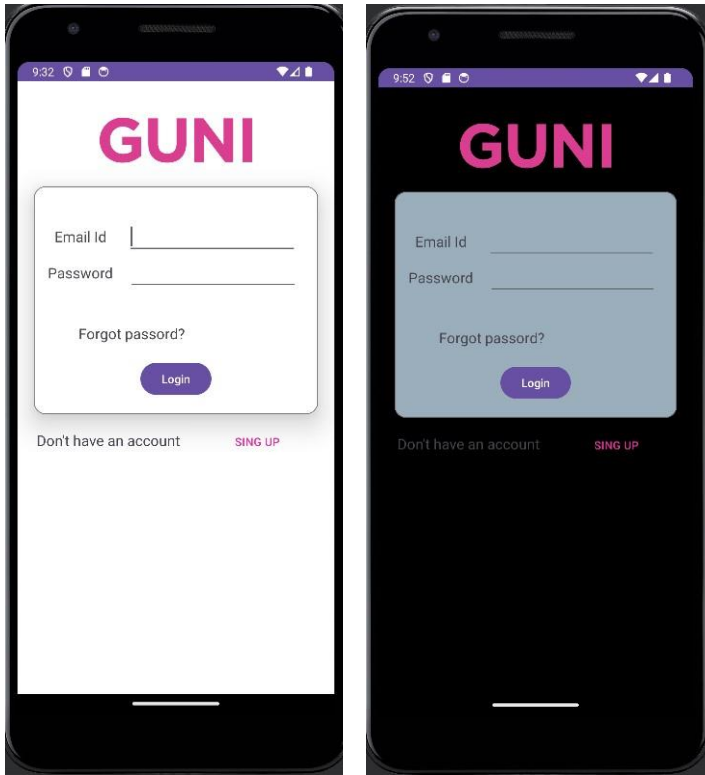 9:32
GUNI
Email Id
Password
Forgot passord?
Login
Don't have an account SING UP
9:52
GUNI
Email Id
Password
Forgot passord?
Login
Don't have an account SING UP